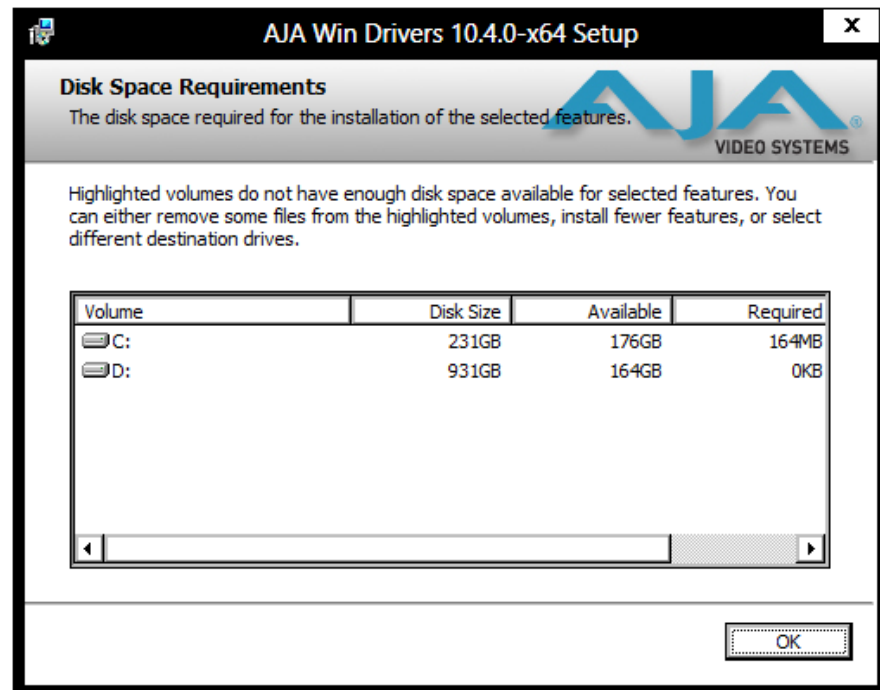 AJA Win Drivers 10.4.0-x64 Setup
x
Disk Space Requirements
The disk space required for the installation of the selected features.
AJA ®
VIDEO SYSTEMS
Highlighted volumes do not have enough disk space available for selected features. You
can either remove some files from the highlighted volumes, install fewer features, or select
different destination drives.
Volume Disk Size Available Required
C: 231GB 176GB 164MB
D: 931GB 164GB 0KB
OK